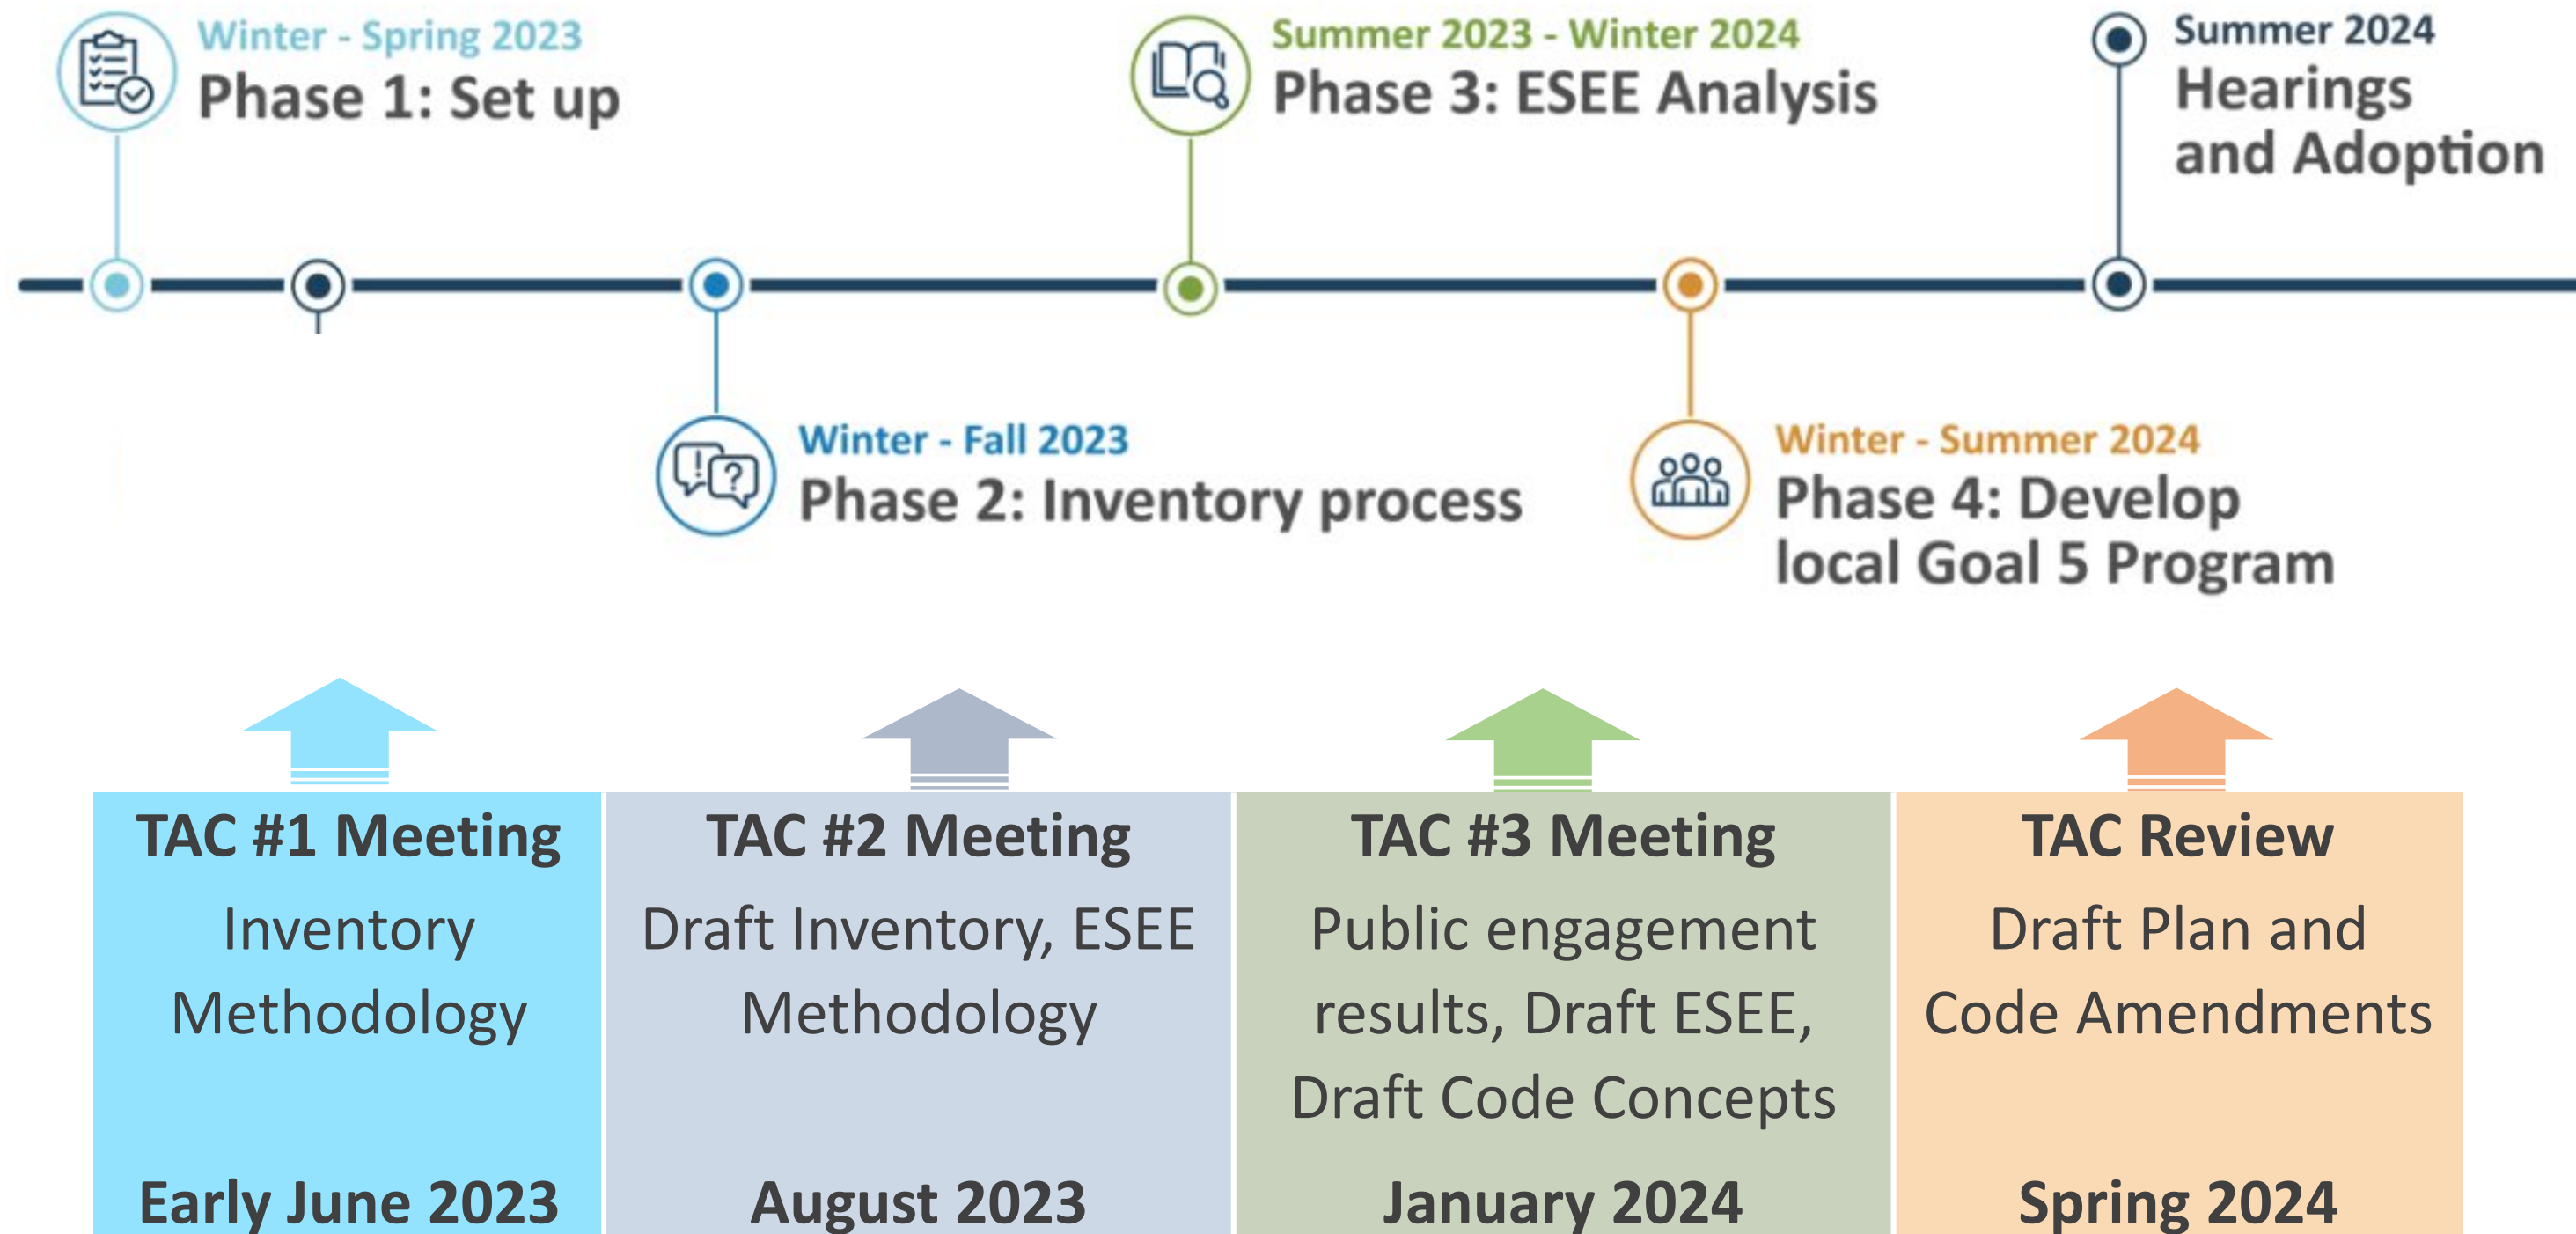 Winter - Spring 2023
Phase 1: Set up
Summer 2023 - Winter 2024
Phase 3: ESEE Analysis
Summer 2024
Hearings
and Adoption
! ?
Winter - Fall 2023
Phase 2: Inventory process
Winter - Summer 2024
Phase 4: Develop
local Goal 5 Program
TAC #1 Meeting
Inventory
Methodology
Early June 2023
TAC #2 Meeting
Draft Inventory, ESEE
Methodology
August 2023
TAC #3 Meeting
Public engagement
results, Draft ESEE,
Draft Code Concepts
January 2024
TAC Review
Draft Plan and
Code Amendments
Spring 2024